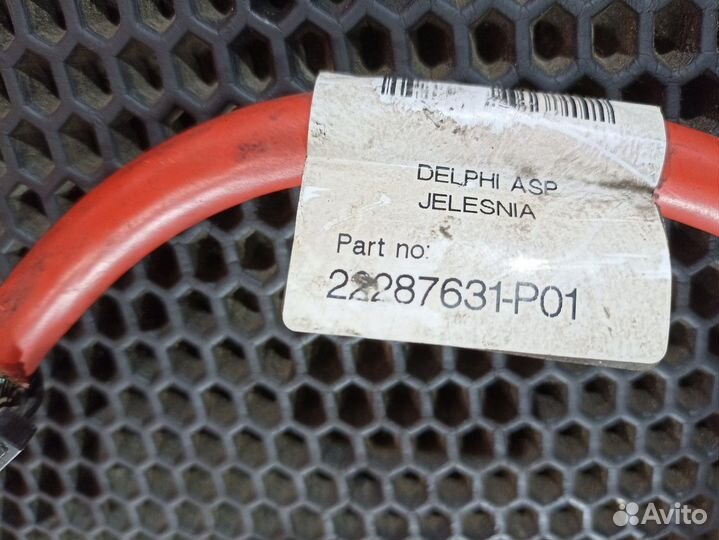 DELPHI ASP
JELESNIA
Part no:
22287631-P01
Avito